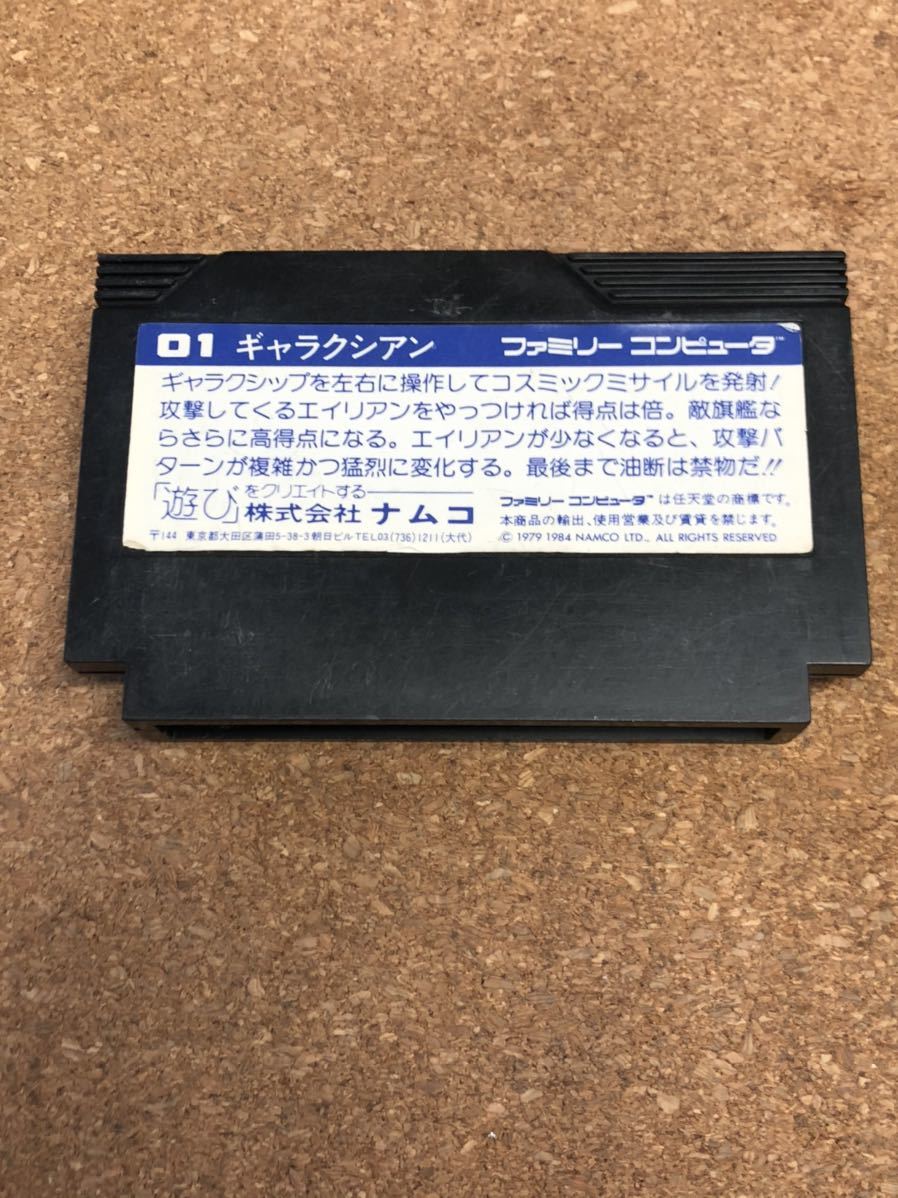 01 ギャラクシアン ファミリー コンピュータ™
ギャラクシップを左右に操作してコスミックミサイルを発射!
攻撃してくるエイリアンをやっつければ得点は倍。敵旗艦な
らさらに高得点になる。エイリアンが少なくなると、攻撃パ
ターンが複雑かつ猛烈に変化する。最後まで油断は禁物だ!!
「遊び」をクリエイトする
株式会社 ナムコ
〒144 東京都大田区蒲田5-38-3朝日ビルTEL03(736)1211(大代)
ファミリー コンピュータ™は任天堂の商標です。
本商品の輸出、使用営業及び賃貸を禁じます。
© 1979 1984 NAMCO LTD., ALL RIGHTS RESERVED